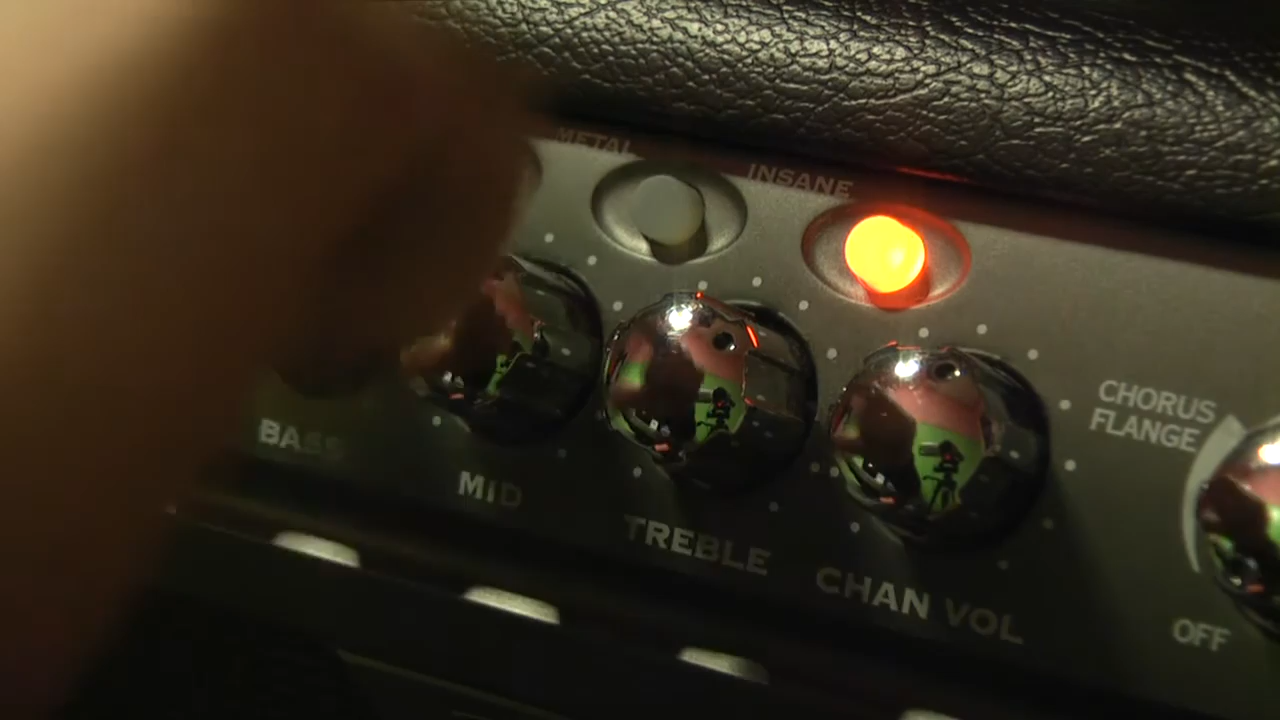 METAL
INSANE
CHORUS
FLANGE
BASS
MID
TREBLE
CHAN VOL
OFF